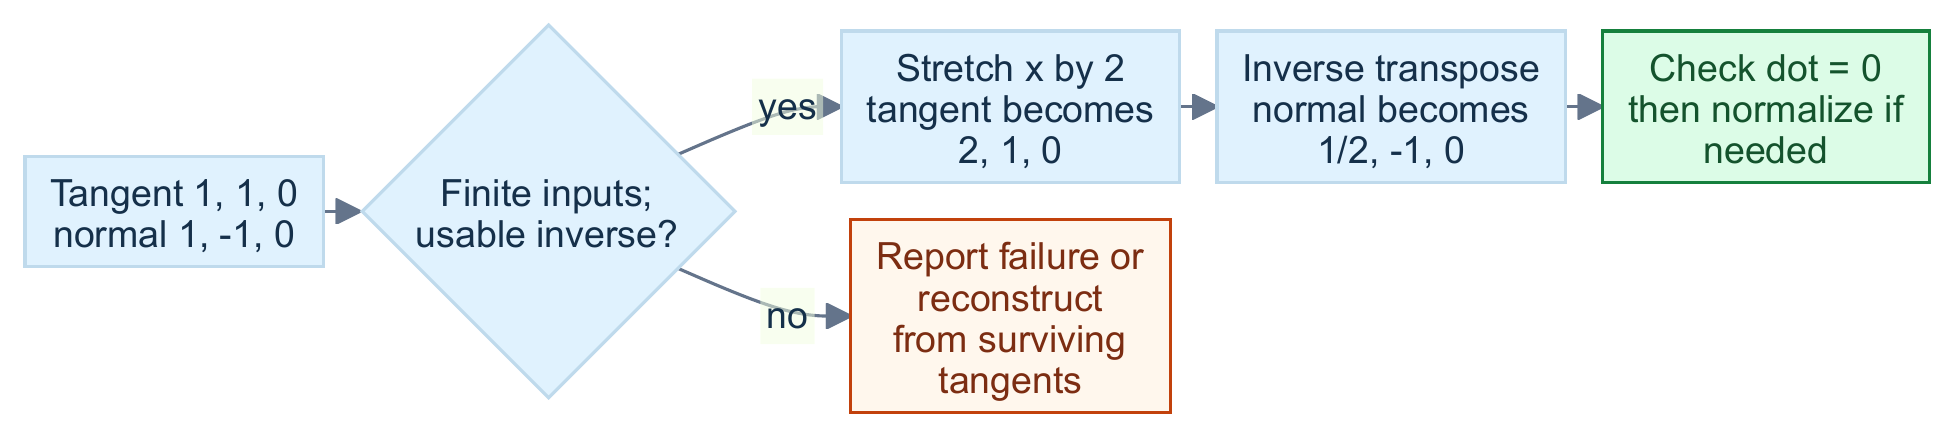 Tangent 1, 1, 0
normal 1, -1, 0
Finite inputs;
usable inverse?
yes
Stretch x by 2
tangent becomes
2, 1, 0
Inverse transpose
normal becomes
1/2, -1, 0
Check dot = 0
then normalize if
needed
no
Report failure or
reconstruct
from surviving
tangents